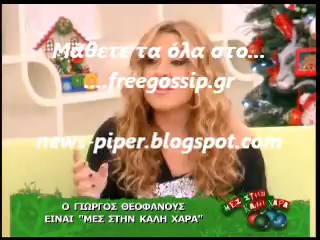 Μάθετε τα όλα στο...
....freegossip.gr
news-piper.blogspot.com
ΜΕΣ ΣΤΗΝ
ΚΑΛΗ ΧΑΡΑ
Ο ΓΙΩΡΓΟΣ ΘΕΟΦΑΝΟΥΣ
ΕΙΝΑΙ "ΜΕΣ ΣΤΗΝ ΚΑΛΗ ΧΑΡΑ"